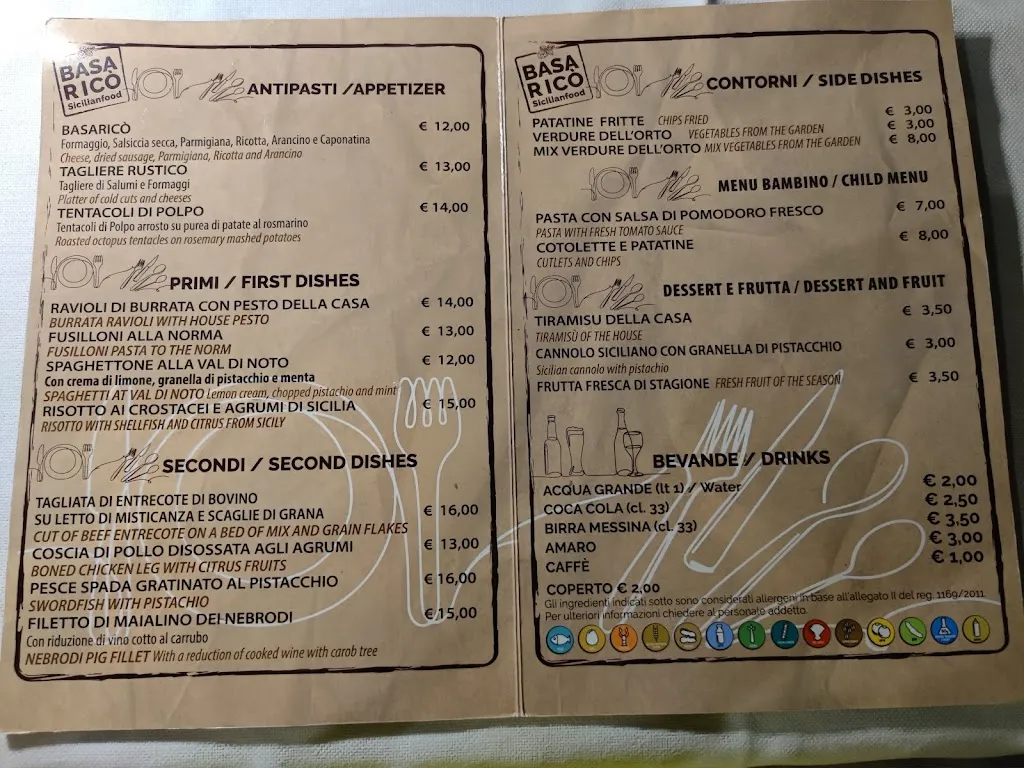 BASA
RICÒ
Sicilianfood
ANTIPASTI /APPETIZER
BASARICÒ € 12,00
Formaggio, Salsiccia secca, Parmigiana, Ricotta, Arancino e Caponatina
Cheese, dried sausage, Parmigiana, Ricotta and Arancino
TAGLIERE RUSTICO € 13,00
Tagliere di Salumi e Formaggi
Platter of cold cuts and cheeses
TENTACOLI DI POLPO € 14,00
Tentacoli di Polpo arrosto su purea di patate al rosmarino
Roasted octopus tentacles on rosemary mashed potatoes
PRIMI / FIRST DISHES
RAVIOLI DI BURRATA CON PESTO DELLA CASA € 14,00
BURRATA RAVIOLI WITH HOUSE PESTO
FUSILLONI ALLA NORMA € 13,00
FUSILLONI PASTA TO THE NORM
SPAGHETTONE ALLA VAL DI NOTO € 12,00
Con crema di limone, granella di pistacchio e menta
SPAGHETTI AT VAL DI NOTO Lemon cream, chopped pistachio and mint
RISOTTO AI CROSTACEI E AGRUMI DI SICILIA € 15,00
RISOTTO WITH SHELLFISH AND CITRUS FROM SICILY
SECONDI / SECOND DISHES
TAGLIATA DI ENTRECOTE DI BOVINO
SU LETTO DI MISTICANZA E SCAGLIE DI GRANA € 16,00
CUT OF BEEF ENTRECOTE ON A BED OF MIX AND GRAIN FLAKES
COSCIA DI POLLO DISOSSATA AGLI AGRUMI € 13,00
BONED CHICKEN LEG WITH CITRUS FRUITS
PESCE SPADA GRATINATO AL PISTACCHIO € 16,00
SWORDFISH WITH PISTACHIO
FILETTO DI MAIALINO DEI NEBRODI € 15,00
Con riduzione di vino cotto al carrubo
NEBRODI PIG FILLET With a reduction of cooked wine with carob tree
BASA
RICÒ
Sicilianfood
CONTORNI / SIDE DISHES
PATATINE FRITTE CHIPS FRIED € 3,00
VERDURE DELL'ORTO VEGETABLES FROM THE GARDEN € 3,00
MIX VERDURE DELL'ORTO MIX VEGETABLES FROM THE GARDEN € 8,00
MENU BAMBINO / CHILD MENU
PASTA CON SALSA DI POMODORO FRESCO € 7,00
PASTA WITH FRESH TOMATO SAUCE
COTOLETTE E PATATINE € 8,00
CUTLETS AND CHIPS
DESSERT E FRUTTA / DESSERT AND FRUIT
TIRAMISU DELLA CASA € 3,50
TIRAMISÙ OF THE HOUSE
CANNOLO SICILIANO CON GRANELLA DI PISTACCHIO € 3,00
Sicilian cannolo with pistachio
FRUTTA FRESCA DI STAGIONE FRESH FRUIT OF THE SEASON € 3,50
BEVANDE / DRINKS
ACQUA GRANDE (lt 1) / Water € 2,00
COCA COLA (cl. 33) € 2,50
BIRRA MESSINA (cl. 33) € 3,50
AMARO € 3,00
CAFFÈ € 1,00
COPERTO € 2,00
Gli ingredienti indicati sotto sono considerati allergeni in base all'allegato II del reg. 1169/2011.
Per ulteriori informazioni chiedere al personale addetto.